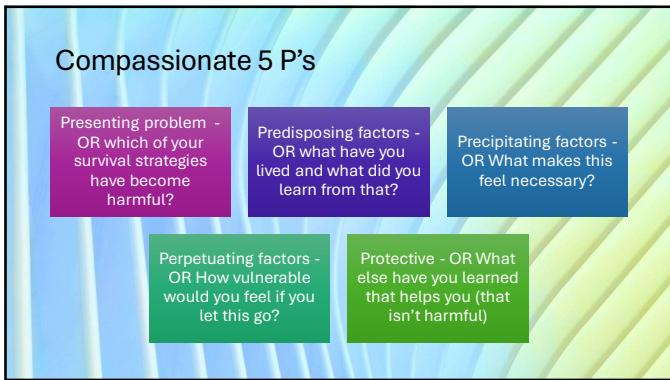 Compassionate 5 P’s
Presenting problem -
OR which of your
survival strategies
have become
harmful?
Predisposing factors -
OR what have you
lived and what did you
learn from that?
Precipitating factors -
OR What makes this
feel necessary?
Perpetuating factors -
OR How vulnerable
would you feel if you
let this go?
Protective - OR What
else have you learned
that helps you (that
isn’t harmful)